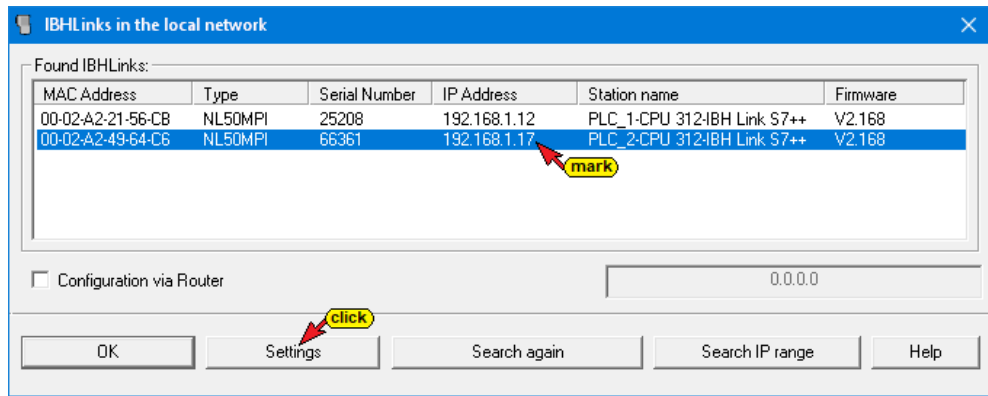 IBHLinks in the local network
Found IBHLinks:
MAC Address Type Serial Number IP Address Station name Firmware
00-02-A2-21-56-CB NL50MPI 25208 192.168.1.12 PLC_1-CPU 312-IBH Link S7++ V2.168
00-02-A2-49-64-C6 NL50MPI 66361 192.168.1.17 PLC_2-CPU 312-IBH Link S7++ V2.168
mark
Configuration via Router 0.0.0.0
click
OK Settings Search again Search IP range Help